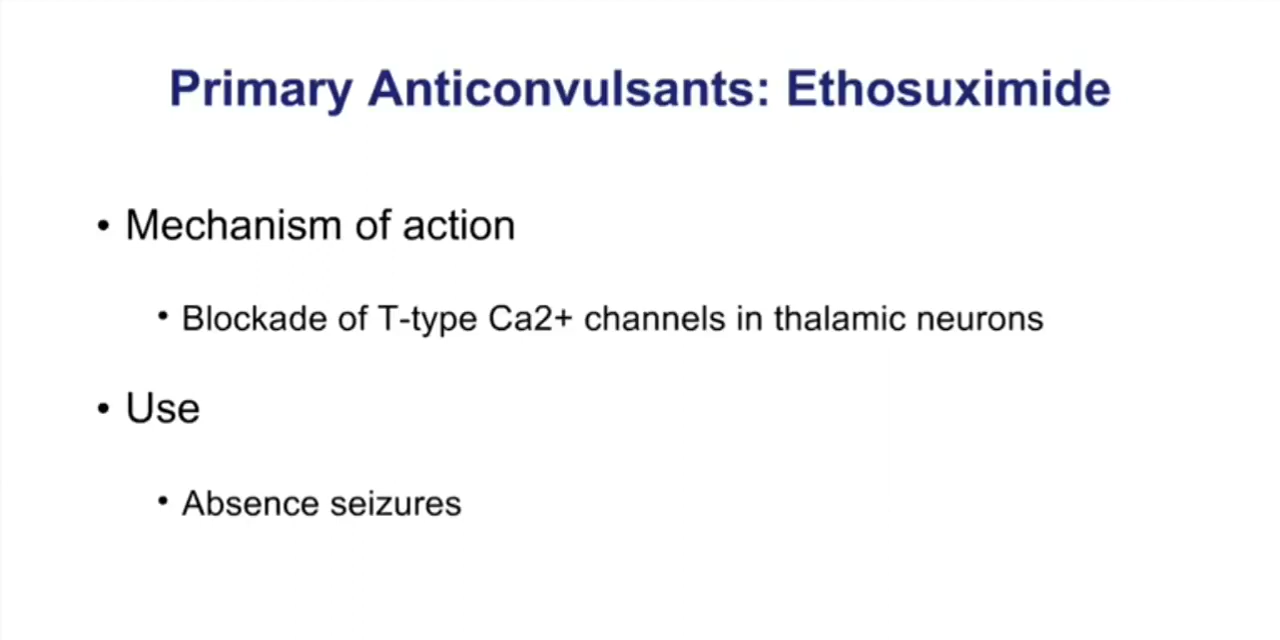 Primary Anticonvulsants: Ethosuximide
• Mechanism of action
• Blockade of T-type Ca2+ channels in thalamic neurons
• Use
• Absence seizures